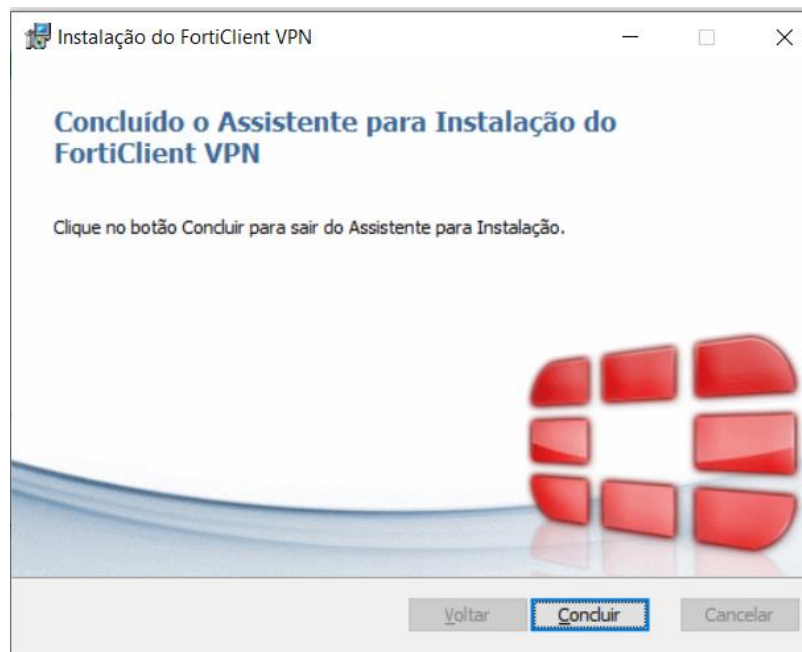 Instalação do FortiClient VPN
Concluído o Assistente para Instalação do
FortiClient VPN
Clique no botão Concluir para sair do Assistente para Instalação.
Voltar
Concluir
Cancelar